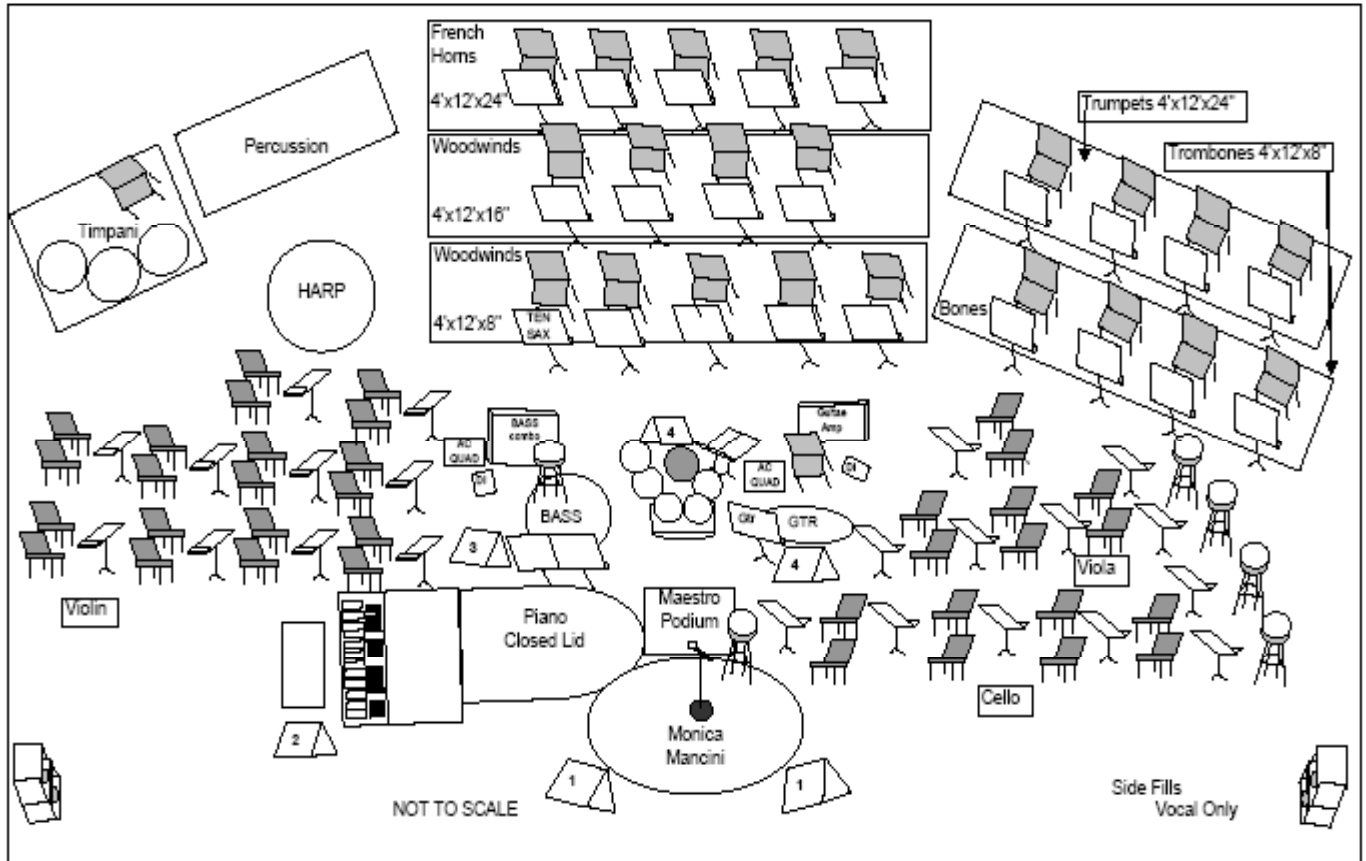 French
Horns
4'x12'x24"
Trumpets 4'x12'x24"
Percussion
Woodwinds
Trombones 4'x12'x8"
4'x12'x16"
Timpani
Woodwinds
HARP
Bones
4'x12'x8"
TEN
SAX
BASS
combo
4
Guitae
Amp
AC
QUAD
DI
AC
QUAD
DI
BASS
Gtr
GTR
3
4
Viola
Violin
Piano
Closed Lid
Maestro
Podium
Cello
2
Monica
Mancini
1
1
NOT TO SCALE
Side Fills
Vocal Only